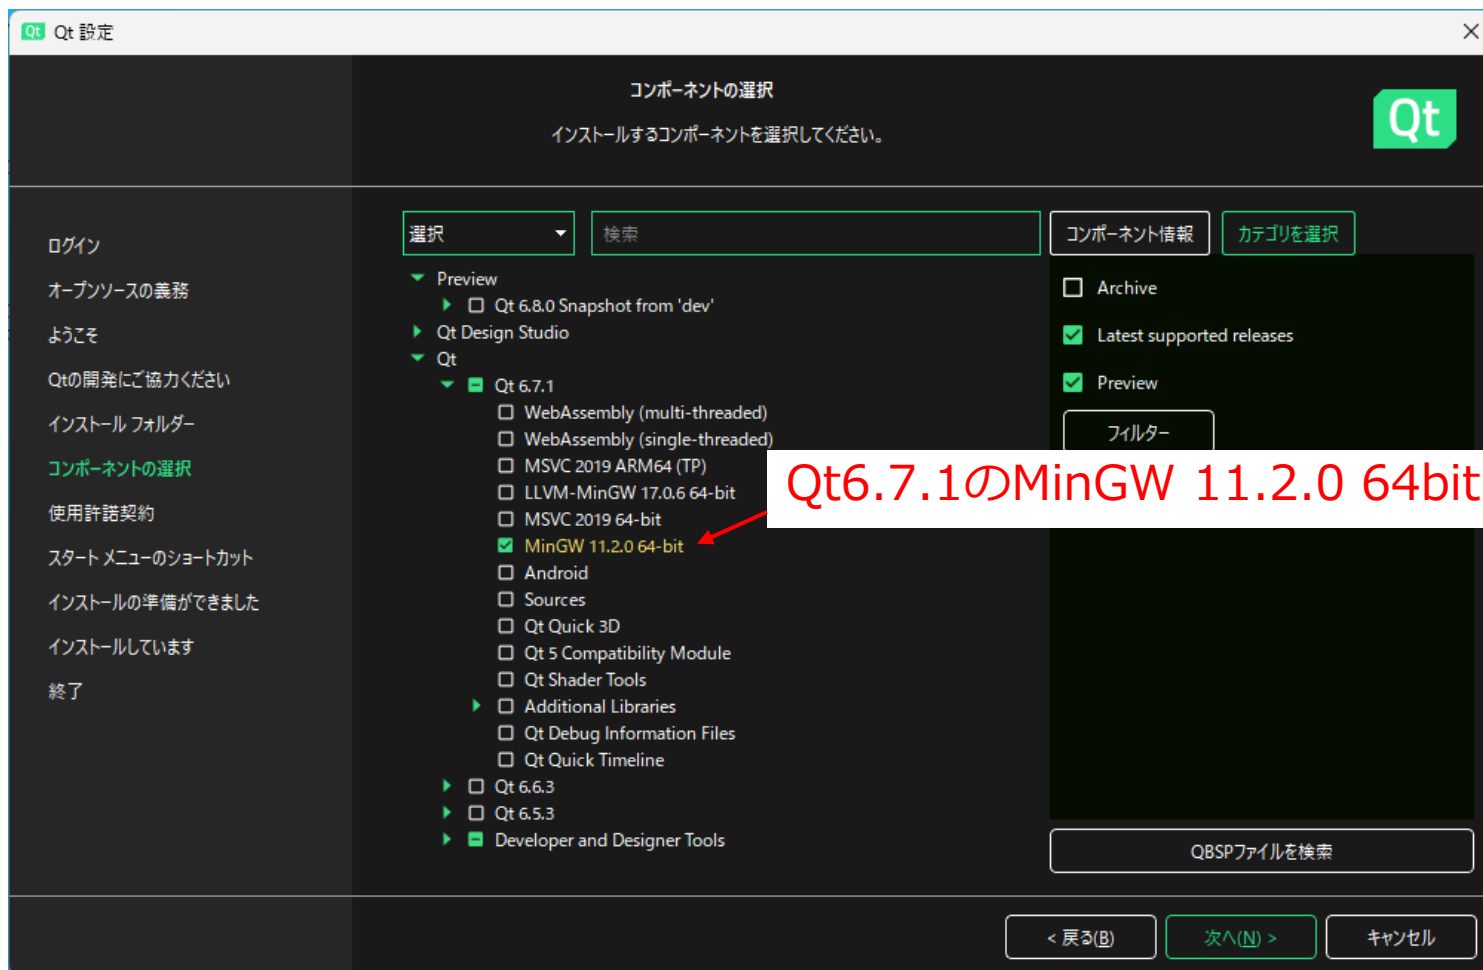 Qt Qt 設定
コンポーネントの選択
インストールするコンポーネントを選択してください。
Qt
ログイン
オープンソースの義務
ようこそ
Qtの開発にご協力ください
インストール フォルダー
コンポーネントの選択
使用許諾契約
スタート メニューのショートカット
インストールの準備ができました
インストールしています
終了
選択
検索
Preview
Qt 6.8.0 Snapshot from 'dev'
Qt Design Studio
Qt
Qt 6.7.1
WebAssembly (multi-threaded)
WebAssembly (single-threaded)
MSVC 2019 ARM64 (TP)
LLVM-MinGW 17.0.6 64-bit
MSVC 2019 64-bit
MinGW 11.2.0 64-bit
Android
Sources
Qt Quick 3D
Qt 5 Compatibility Module
Qt Shader Tools
Additional Libraries
Qt Debug Information Files
Qt Quick Timeline
Qt 6.6.3
Qt 6.5.3
Developer and Designer Tools
コンポーネント情報
カテゴリを選択
Archive
Latest supported releases
Preview
フィルター
Qt6.7.1のMinGW 11.2.0 64bit
QBSPファイルを検索
< 戻る(B)
次へ(N) >
キャンセル